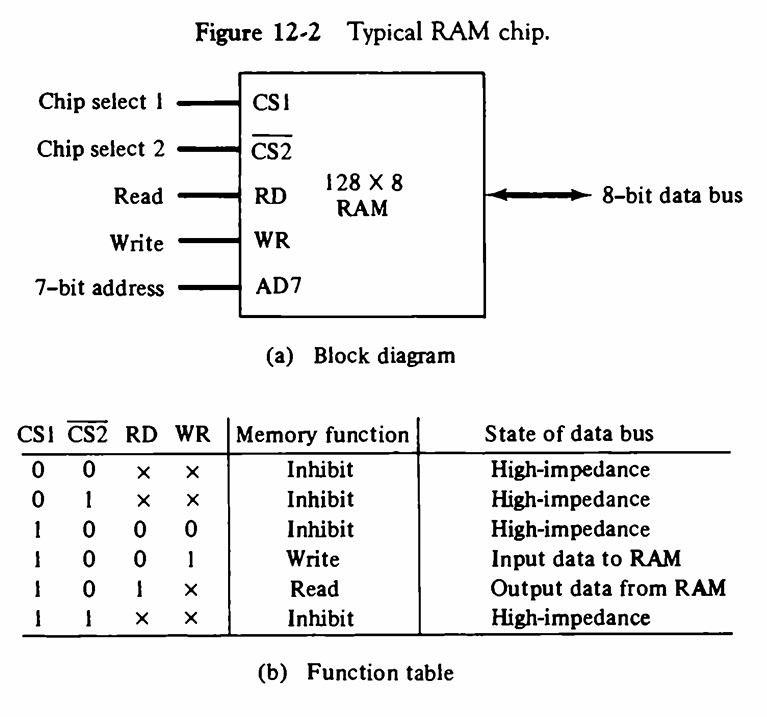 Figure 12-2 Typical RAM chip.
Chip select 1
CS1
Chip select 2
C̅S̅2̅
Read
RD
128 × 8
RAM
8-bit data bus
Write
WR
7-bit address
AD7
(a) Block diagram
CS1 C̅S̅2̅ RD WR Memory function State of data bus
0 0 × × Inhibit High-impedance
0 1 × × Inhibit High-impedance
1 0 0 0 Inhibit High-impedance
1 0 0 1 Write Input data to RAM
1 0 1 × Read Output data from RAM
1 1 × × Inhibit High-impedance
(b) Function table